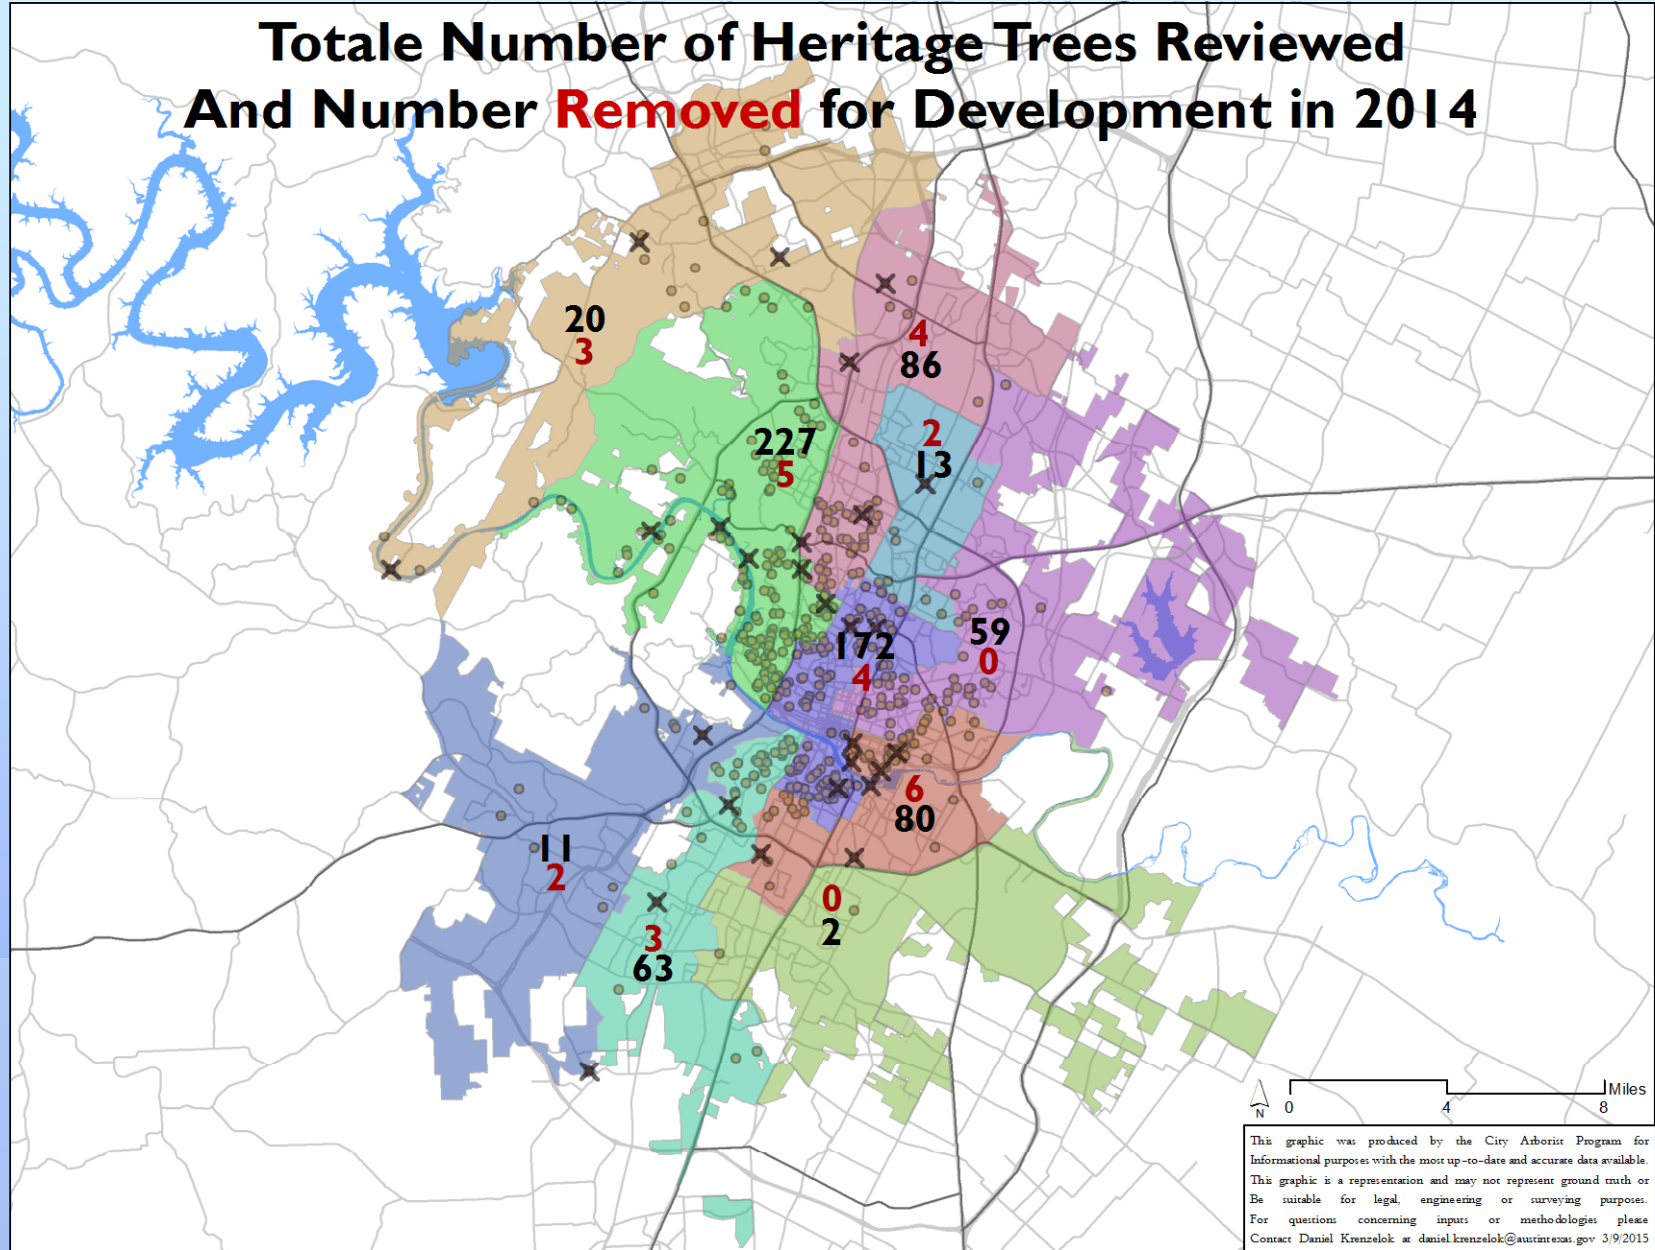 Totale Number of Heritage Trees Reviewed
And Number Removed for Development in 2014
20
3
4
86
227
5
2
13
172
4
59
0
6
80
11
2
0
2
3
63
N
0
4
8
Miles
This graphic was produced by the City Arborist Program for
Informational purposes with the most up-to-date and accurate data available.
This graphic is a representation and may not represent ground truth or
Be suitable for legal, engineering or surveying purposes.
For questions concerning inputs or methodologies please
Contact Daniel Krenzelok at daniel.krenzelok@austintexas.gov 3/9/2015